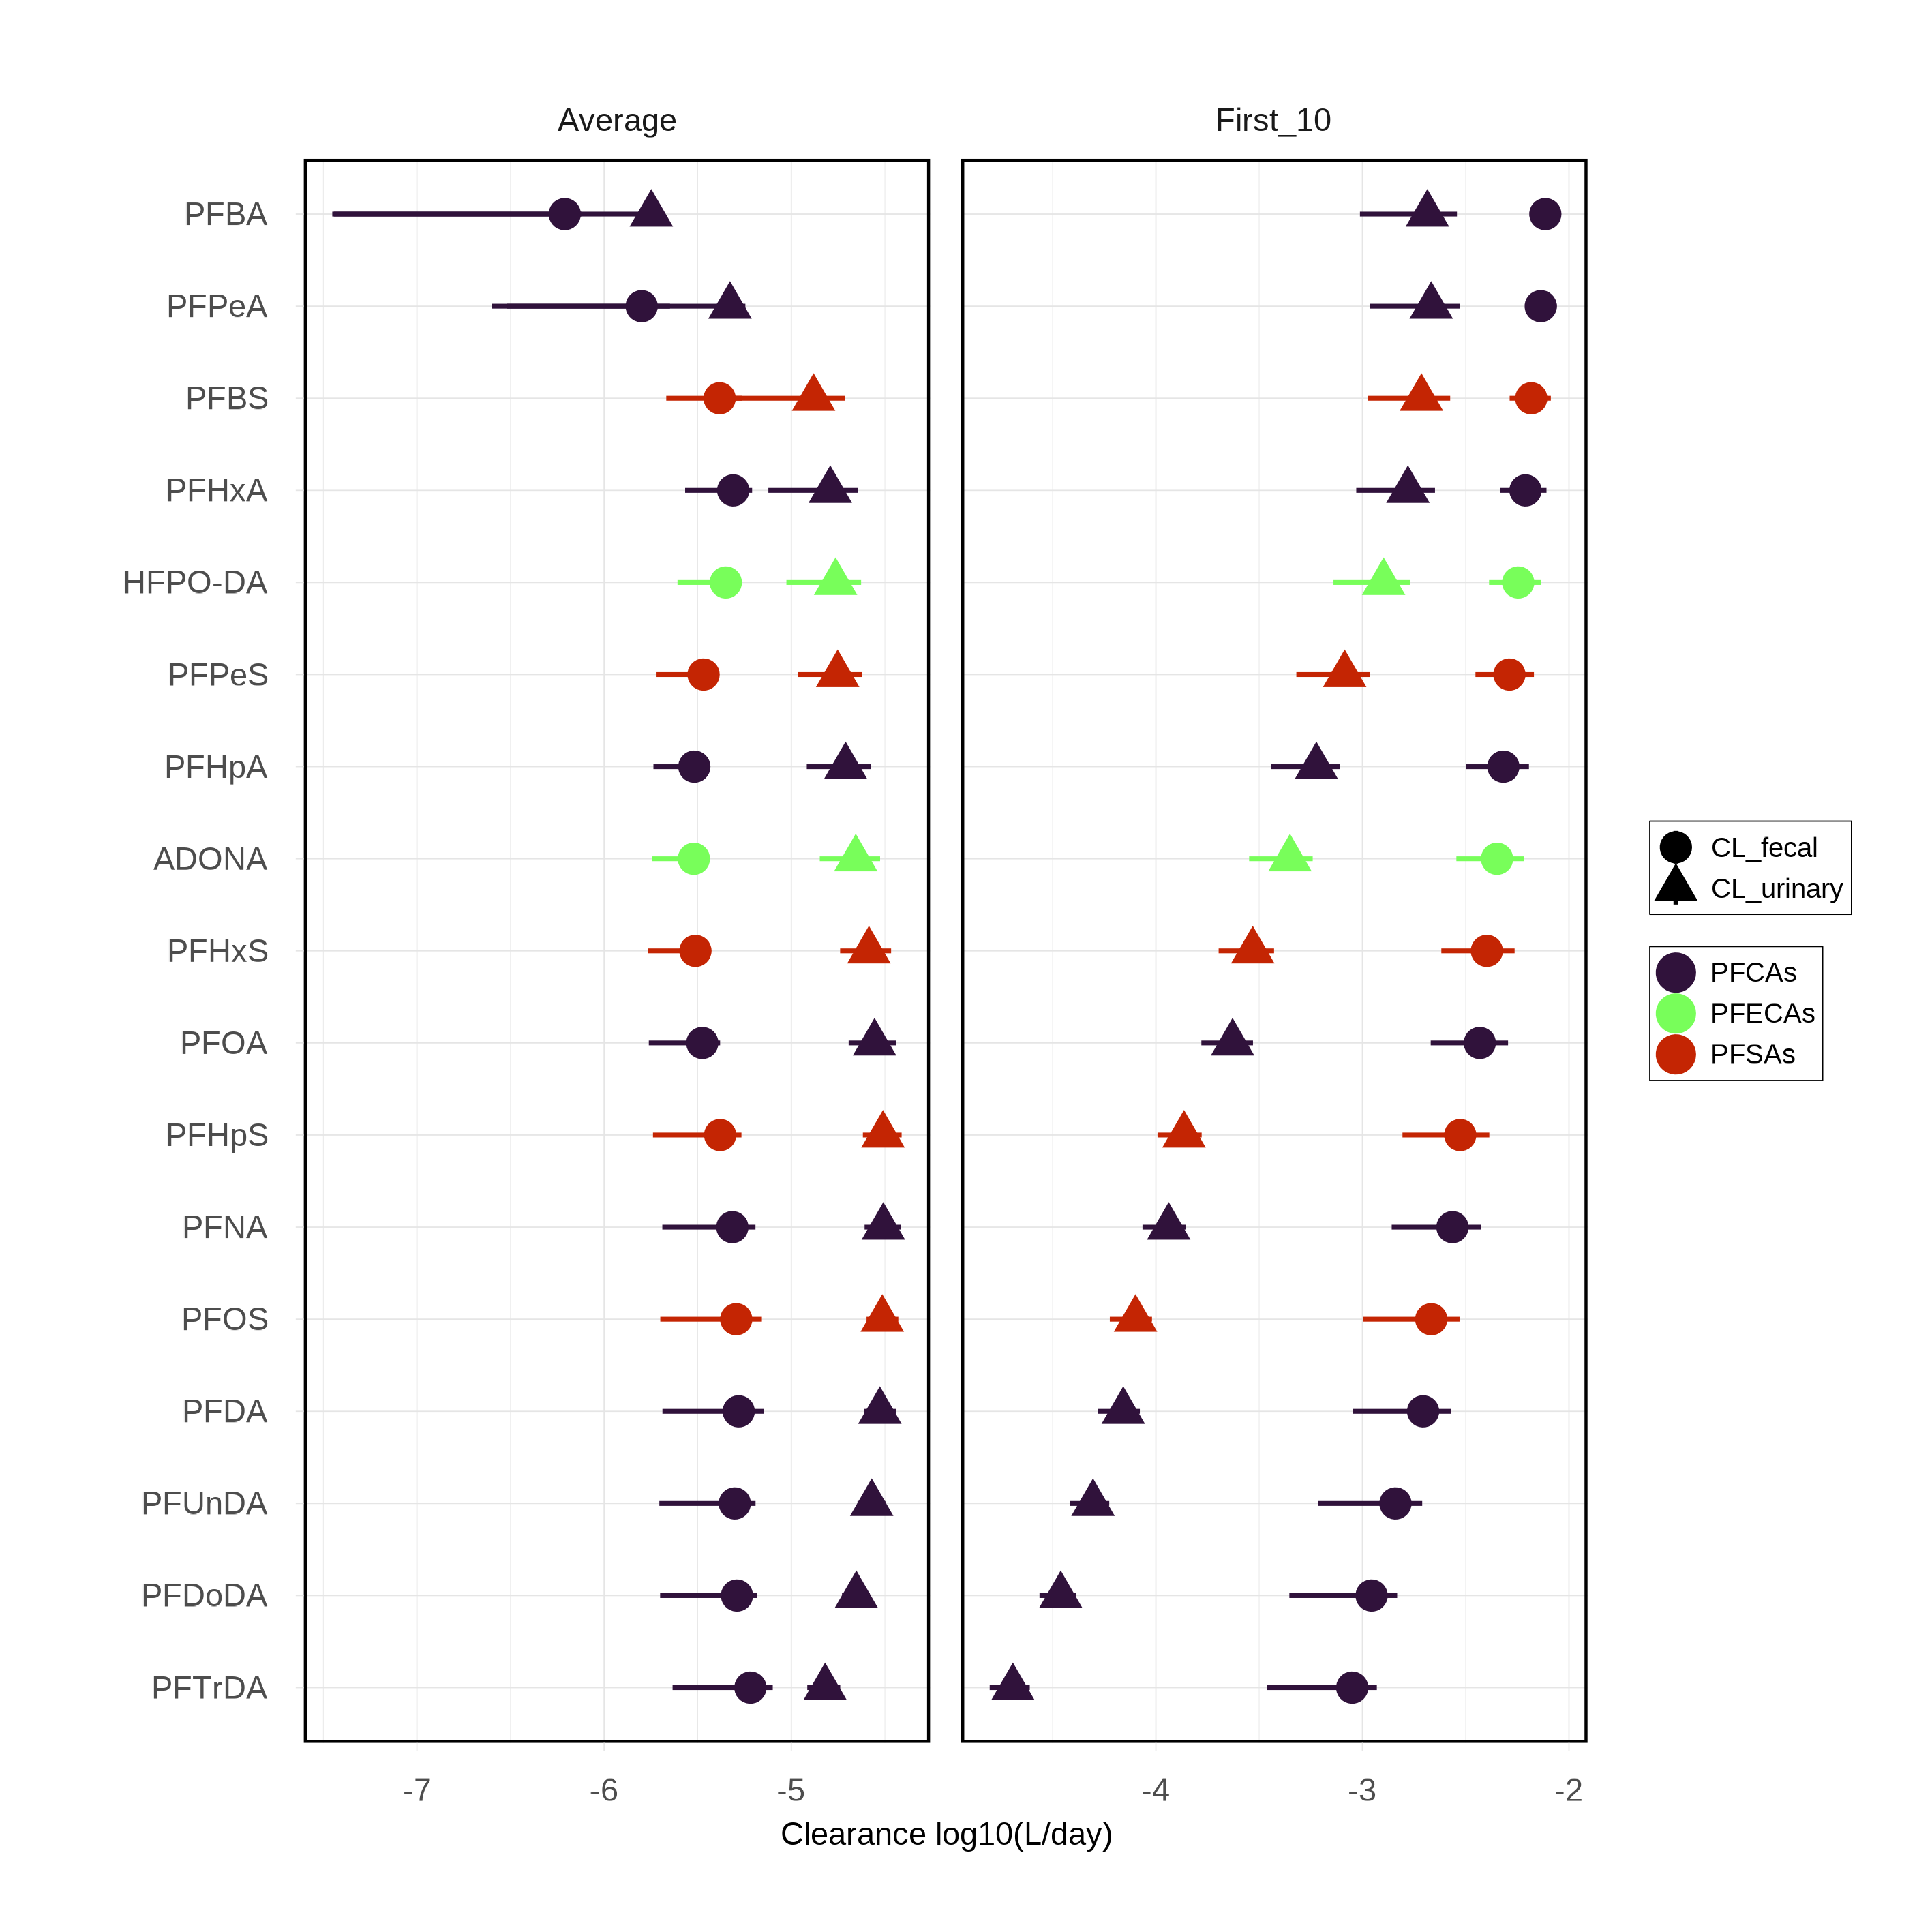 Average
First_10
PFBA
PFPeA
PFBS
PFHxA
HFPO-DA
PFPeS
PFHpA
ADONA
PFHxS
PFOA
PFHpS
PFNA
PFOS
PFDA
PFUnDA
PFDoDA
PFTrDA
-7
-6
-5
-4
-3
-2
Clearance log10(L/day)
CL_fecal
CL_urinary
PFCAs
PFECAs
PFSAs